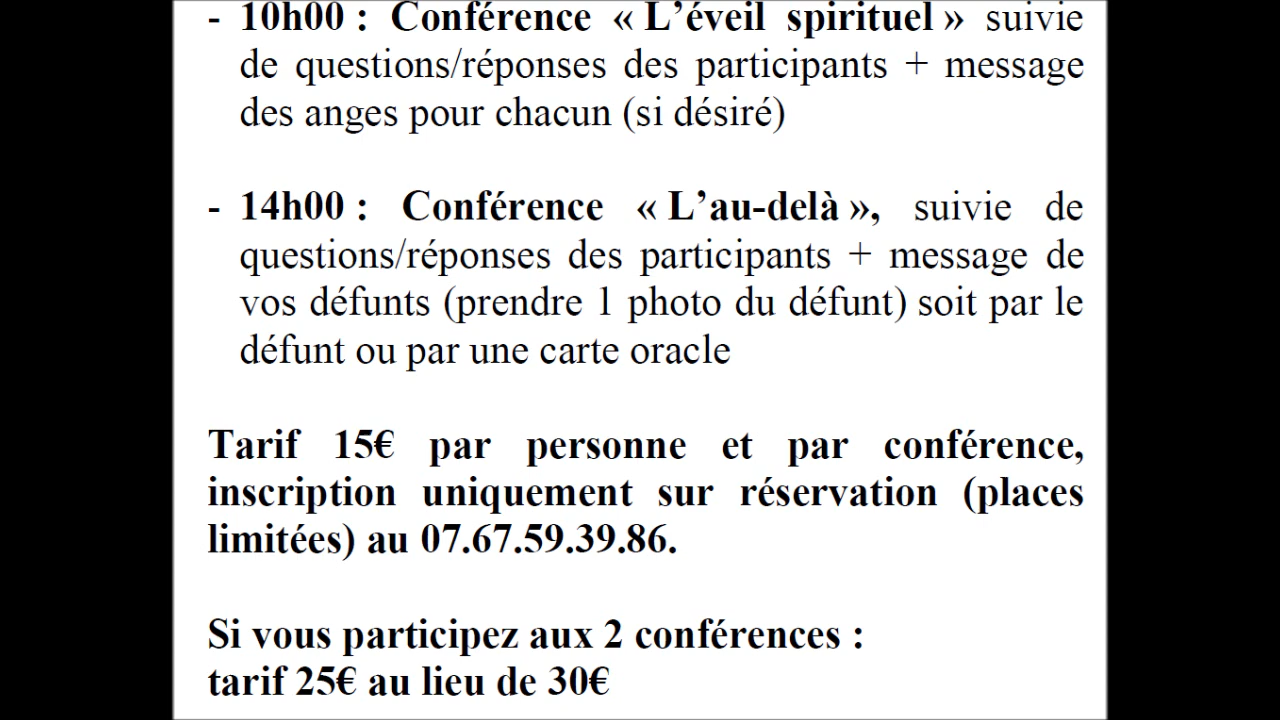 - 10h00 : Conférence « L’éveil spirituel » suivie
de questions/réponses des participants + message
des anges pour chacun (si désiré)
- 14h00 : Conférence « L’au-delà », suivie de
questions/réponses des participants + message de
vos défunts (prendre 1 photo du défunt) soit par le
défunt ou par une carte oracle
Tarif 15€ par personne et par conférence,
inscription uniquement sur réservation (places
limitées) au 07.67.59.39.86.
Si vous participez aux 2 conférences :
tarif 25€ au lieu de 30€